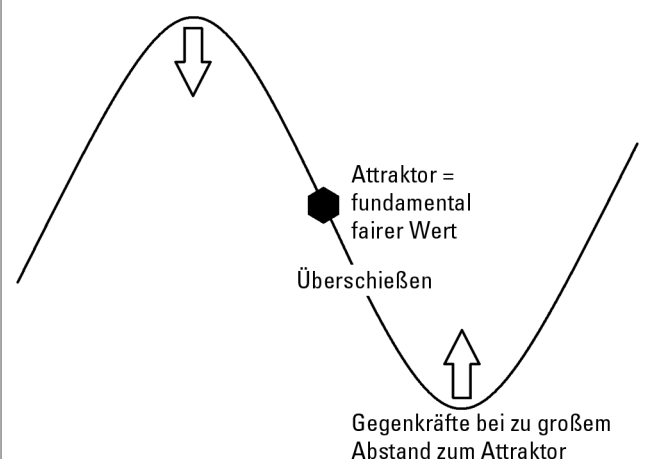 Attraktor =
fundamental
fairer Wert
Überschießen
Gegenkräfte bei zu großem
Abstand zum Attraktor